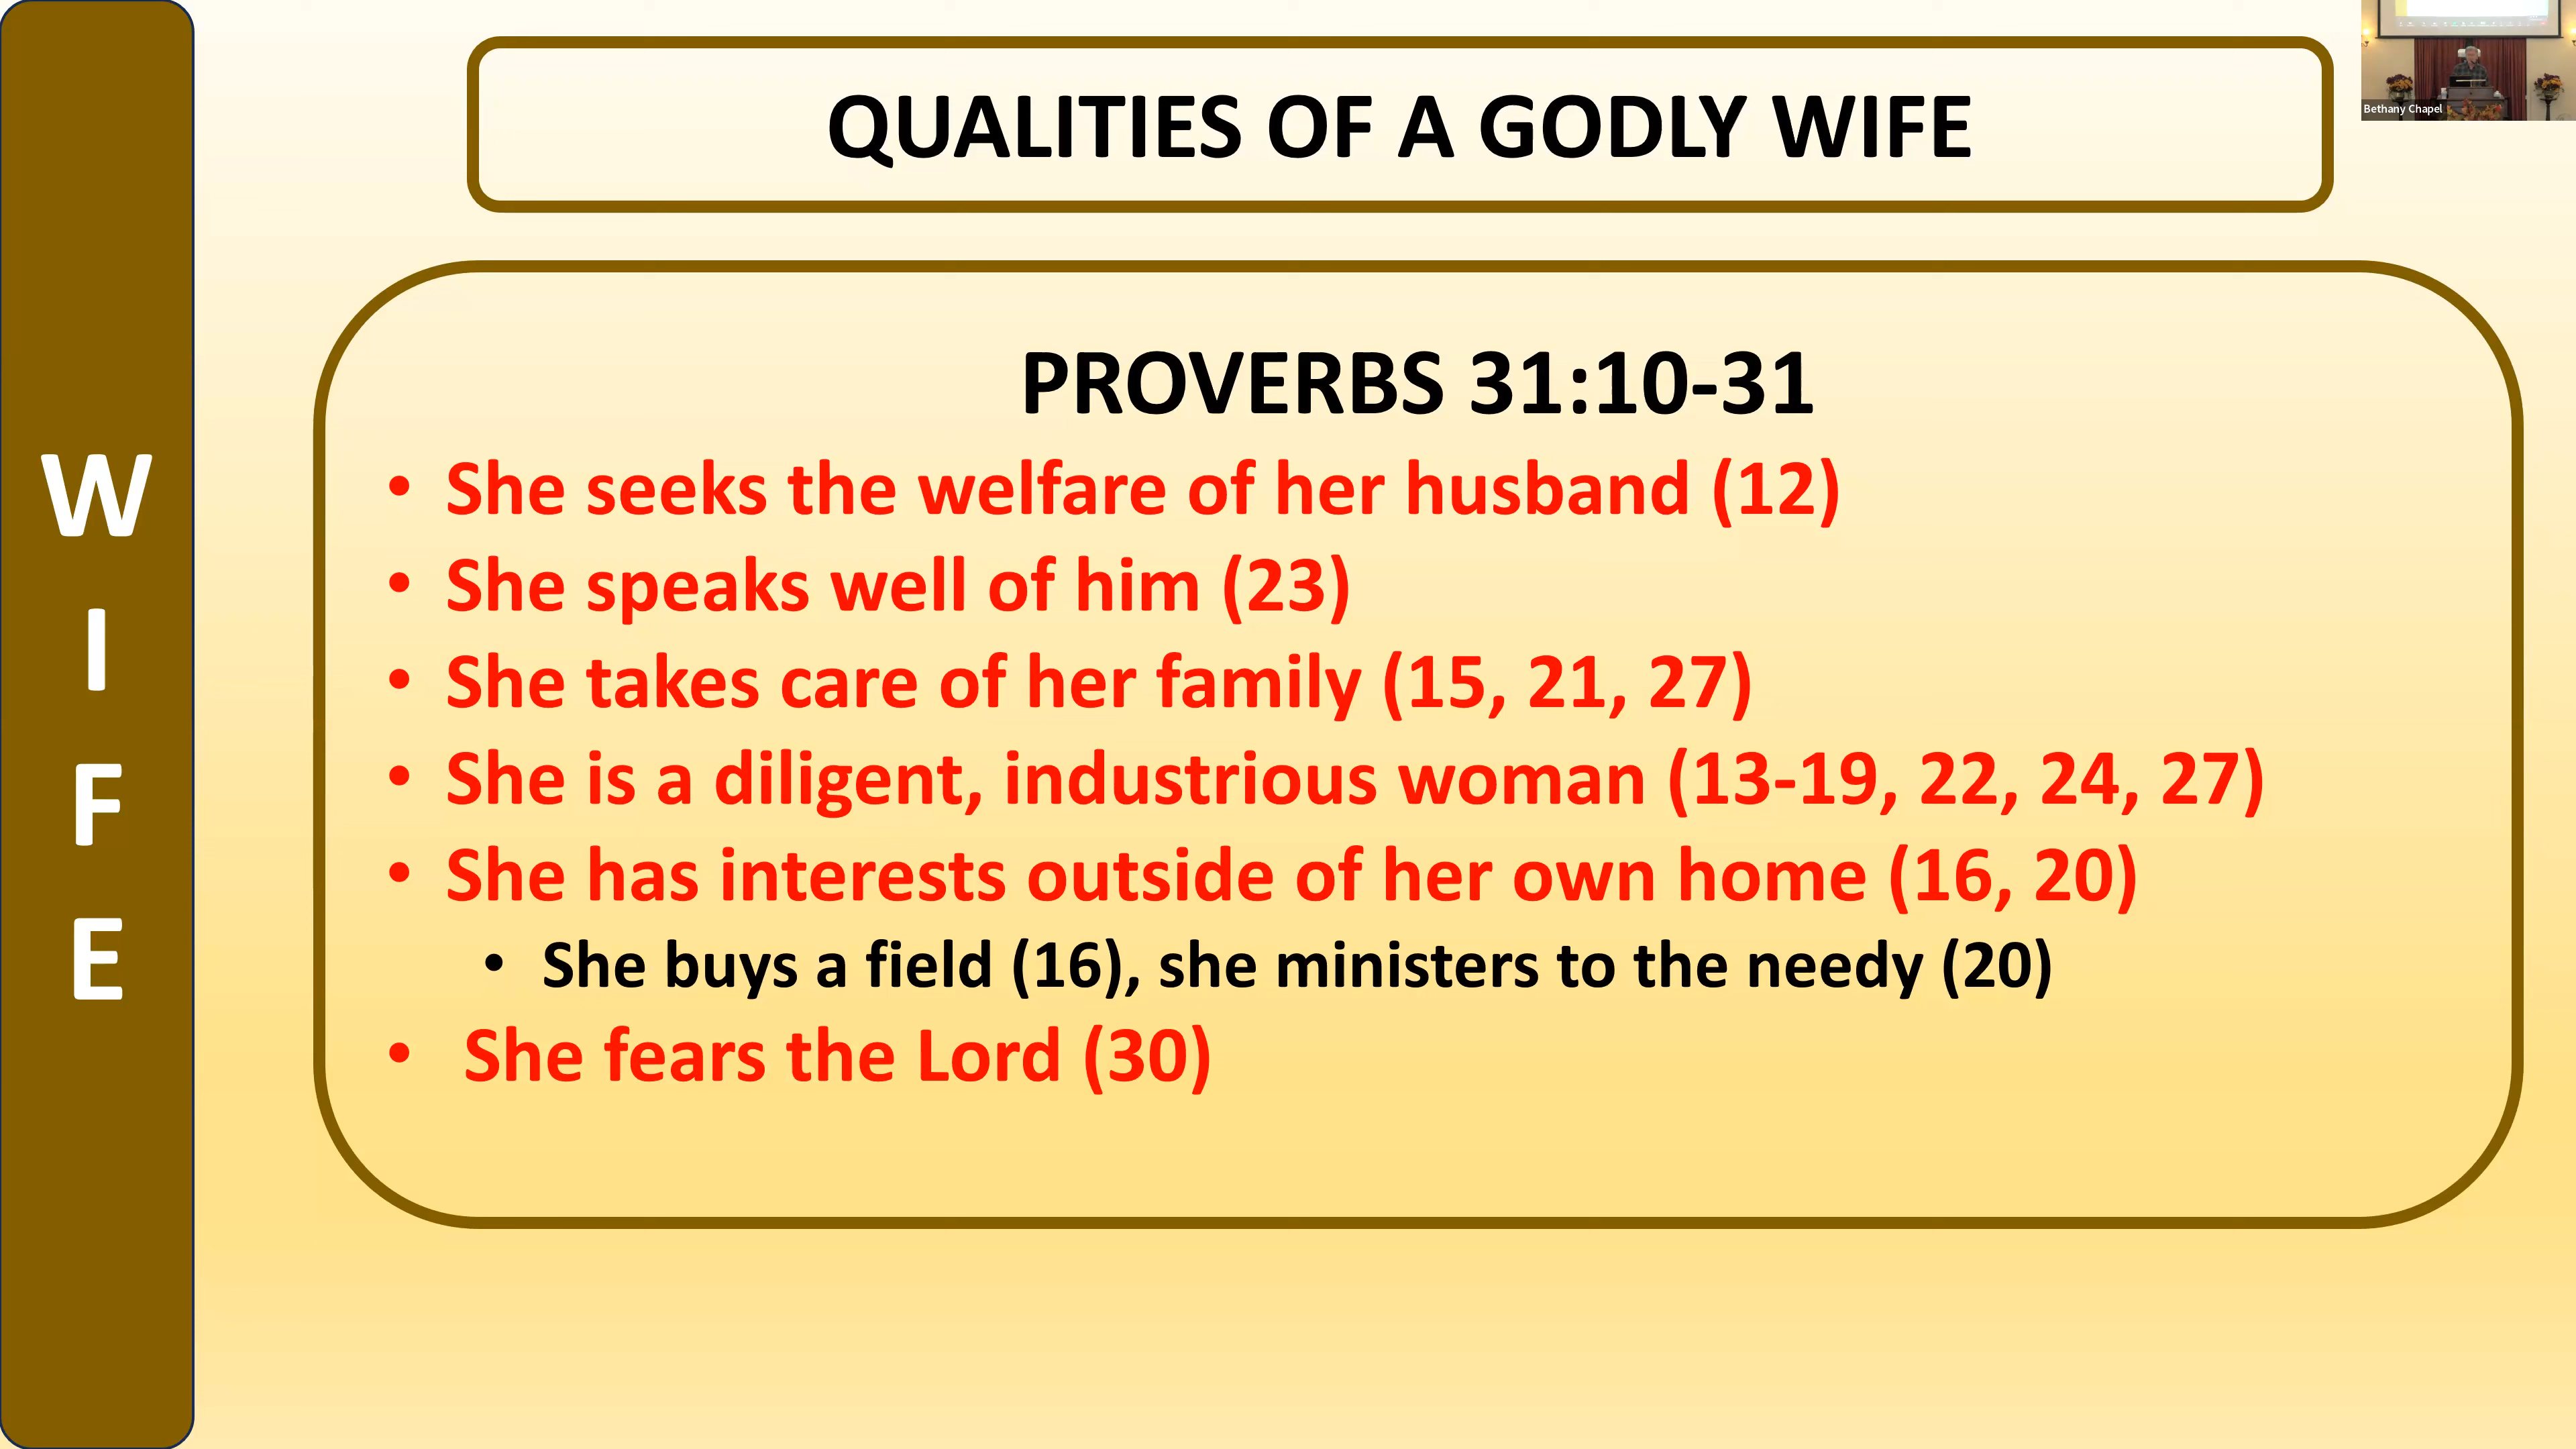 QUALITIES OF A GODLY WIFE
Bethany Chapel
W
I
F
E
PROVERBS 31:10-31
• She seeks the welfare of her husband (12)
• She speaks well of him (23)
• She takes care of her family (15, 21, 27)
• She is a diligent, industrious woman (13-19, 22, 24, 27)
• She has interests outside of her own home (16, 20)
• She buys a field (16), she ministers to the needy (20)
• She fears the Lord (30)